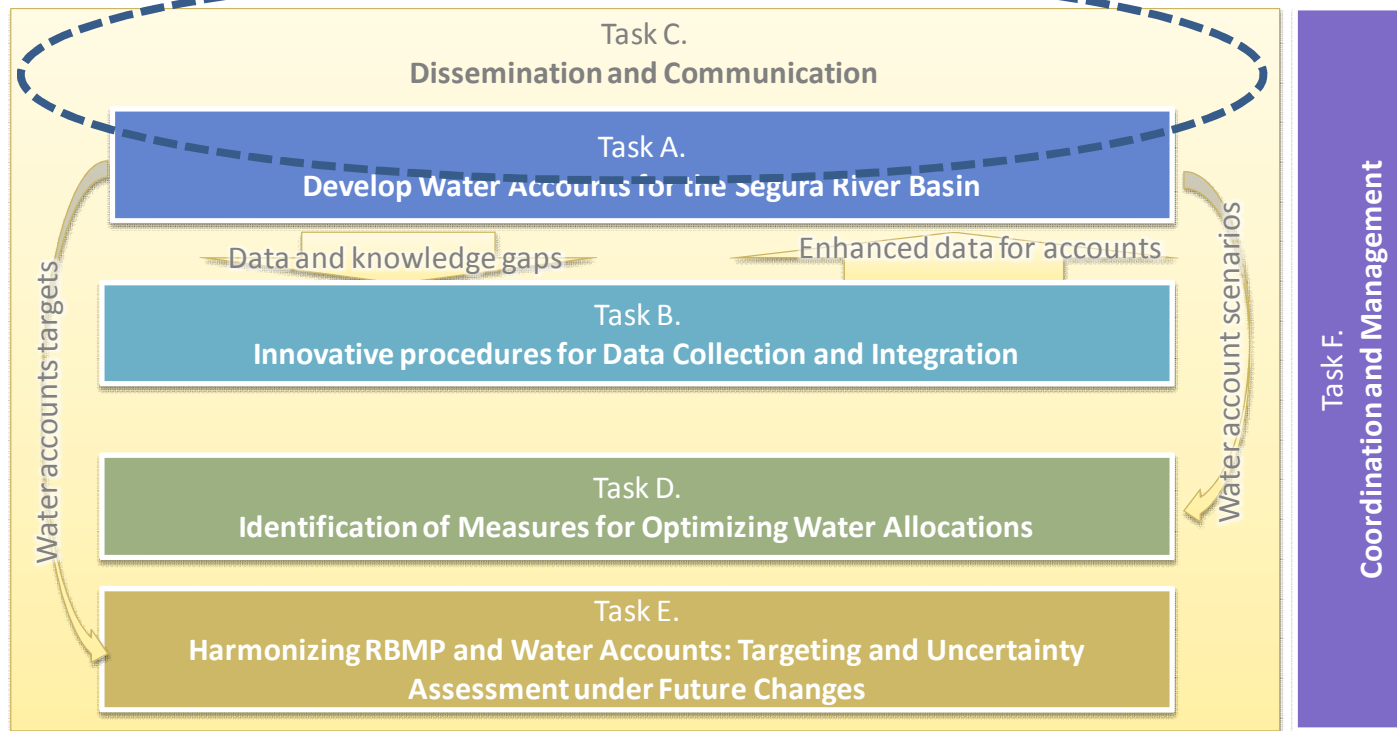 Task C.
Dissemination and Communication
Task A.
Develop Water Accounts for the Segura River Basin
Data and knowledge gaps
Enhanced data for accounts
Task B.
Innovative procedures for Data Collection and Integration
Task D.
Identification of Measures for Optimizing Water Allocations
Task E.
Harmonizing RBMP and Water Accounts: Targeting and Uncertainty
Assessment under Future Changes
Water accounts targets
Water account scenarios
Task F.
Coordination and Management